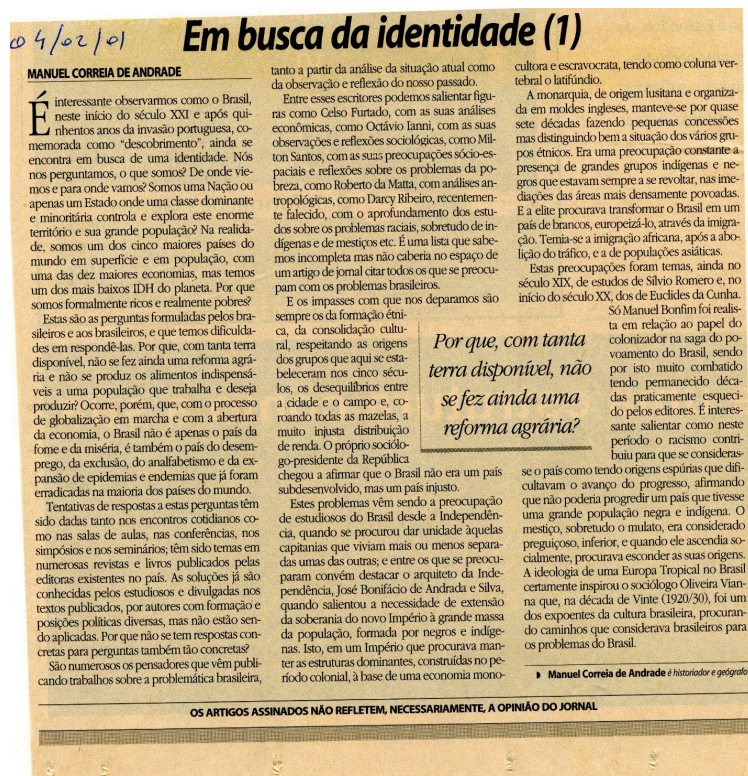 04/02/01
Em busca da identidade (1)
MANUEL CORREIA DE ANDRADE
É interessante observarmos como o Brasil,
neste início do século XXI e após qui-
nhentos anos da invasão portuguesa, co-
memorada como "descobrimento", ainda se
encontra em busca de uma identidade. Nós
nos perguntamos, o que somos? De onde vie-
mos e para onde vamos? Somos uma Nação ou
apenas um Estado onde uma classe dominante
e minoritária controla e explora este enorme
território e sua grande população? Na realida-
de, somos um dos cinco maiores países do
mundo em superfície e em população, com
uma das dez maiores economias, mas temos
um dos mais baixos IDH do planeta. Por que
somos formalmente ricos e realmente pobres?
Estas são as perguntas formuladas pelos bra-
sileiros e aos brasileiros, e que temos dificulda-
des em respondê-las. Por que, com tanta terra
disponível, não se fez ainda uma reforma agrá-
ria e não se produz os alimentos indispensá-
veis a uma população que trabalha e deseja
produzir? Ocorre, porém, que, com o processo
de globalização em marcha e com a abertura
da economia, o Brasil não é apenas o país da
fome e da miséria, é também o país do desem-
prego, da exclusão, do analfabetismo e da ex-
pansão de epidemias e endemias que já foram
erradicadas na maioria dos países do mundo.
Tentativas de respostas a estas perguntas têm
sido dadas tanto nos encontros cotidianos co-
mo nas salas de aulas, nas conferências, nos
simpósios e nos seminários; têm sido temas em
numerosas revistas e livros publicados pelas
editoras existentes no país. As soluções já são
conhecidas pelos estudiosos e divulgadas nos
textos publicados, por autores com formação e
posições políticas diversas, mas não estão sen-
do aplicadas. Por que não se tem respostas con-
cretas para perguntas também tão concretas?
São numerosos os pensadores que vêm publi-
cando trabalhos sobre a problemática brasileira,
tanto a partir da análise da situação atual como
da observação e reflexão do nosso passado.
Entre esses escritores podemos salientar figu-
ras como Celso Furtado, com as suas análises
econômicas, como Octávio Ianni, com as suas
observações e reflexões sociológicas, como Mil-
ton Santos, com as suas preocupações sócio-es-
paciais e reflexões sobre os problemas da po-
breza, como Roberto da Matta, com análises an-
tropológicas, como Darcy Ribeiro, recentemen-
te falecido, com o aprofundamento dos estu-
dos sobre os problemas raciais, sobretudo de in-
dígenas e de mestiços etc. É uma lista que sabe-
mos incompleta mas não caberia no espaço de
um artigo de jornal citar todos os que se preocu-
pam com os problemas brasileiros.
E os impasses com que nos deparamos são
sempre os da formação étni-
ca, da consolidação cultu-
ral, respeitando as origens
dos grupos que aqui se esta-
beleceram nos cinco sécu-
los, os desequilíbrios entre
a cidade e o campo e, co-
roando todas as mazelas, a
muito injusta distribuição
de renda. O próprio sociólo-
go-presidente da República
chegou a afirmar que o Brasil não era um país
subdesenvolvido, mas um país injusto.
Estes problemas vêm sendo a preocupação
de estudiosos do Brasil desde a Independên-
cia, quando se procurou dar unidade àquelas
capitanias que viviam mais ou menos separa-
das umas das outras; e entre os que se preocu-
param convém destacar o arquiteto da Inde-
pendência, José Bonifácio de Andrada e Silva,
quando salientou a necessidade de extensão
da soberania do novo Império à grande massa
da população, formada por negros e indíge-
nas. Isto, em um Império que procurava man-
ter as estruturas dominantes, construídas no pe-
ríodo colonial, à base de uma economia mono-
Por que, com tanta
terra disponível, não
se fez ainda uma
reforma agrária?
cultora e escravocrata, tendo como coluna ver-
tebral o latifúndio.
A monarquia, de origem lusitana e organiza-
da em moldes ingleses, manteve-se por quase
sete décadas fazendo pequenas concessões
mas distinguindo bem a situação dos vários gru-
pos étnicos. Era uma preocupação constante a
presença de grandes grupos indígenas e ne-
gros que estavam sempre a se revoltar, nas ime-
diações das áreas mais densamente povoadas.
E a elite procurava transformar o Brasil em um
país de brancos, europeizá-lo, através da imigra-
ção. Temia-se a imigração africana, após a abo-
lição do tráfico, e a de populações asiáticas.
Estas preocupações foram temas, ainda no
século XIX, de estudos de Sílvio Romero e, no
início do século XX, dos de Euclides da Cunha.
Só Manuel Bonfim foi realis-
ta em relação ao papel do
colonizador na saga do po-
voamento do Brasil, sendo
por isto muito combatido
tendo permanecido déca-
das praticamente esqueci-
do pelos editores. É interes-
sante salientar como neste
período o racismo contri-
buiu para que se consideras-
se o país como tendo origens espúrias que difi-
cultavam o avanço do progresso, afirmando
que não poderia progredir um país que tivesse
uma grande população negra e indígena. O
mestiço, sobretudo o mulato, era considerado
preguiçoso, inferior, e quando ele ascendia so-
cialmente, procurava esconder as suas origens.
A ideologia de uma Europa Tropical no Brasil
certamente inspirou o sociólogo Oliveira Vian-
na que, na década de Vinte (1920/30), foi um
dos expoentes da cultura brasileira, procuran-
do caminhos que considerava brasileiros para
os problemas do Brasil.
Manuel Correia de Andrade é historiador e geógrafo
OS ARTIGOS ASSINADOS NÃO REFLETEM, NECESSARIAMENTE, A OPINIÃO DO JORNAL